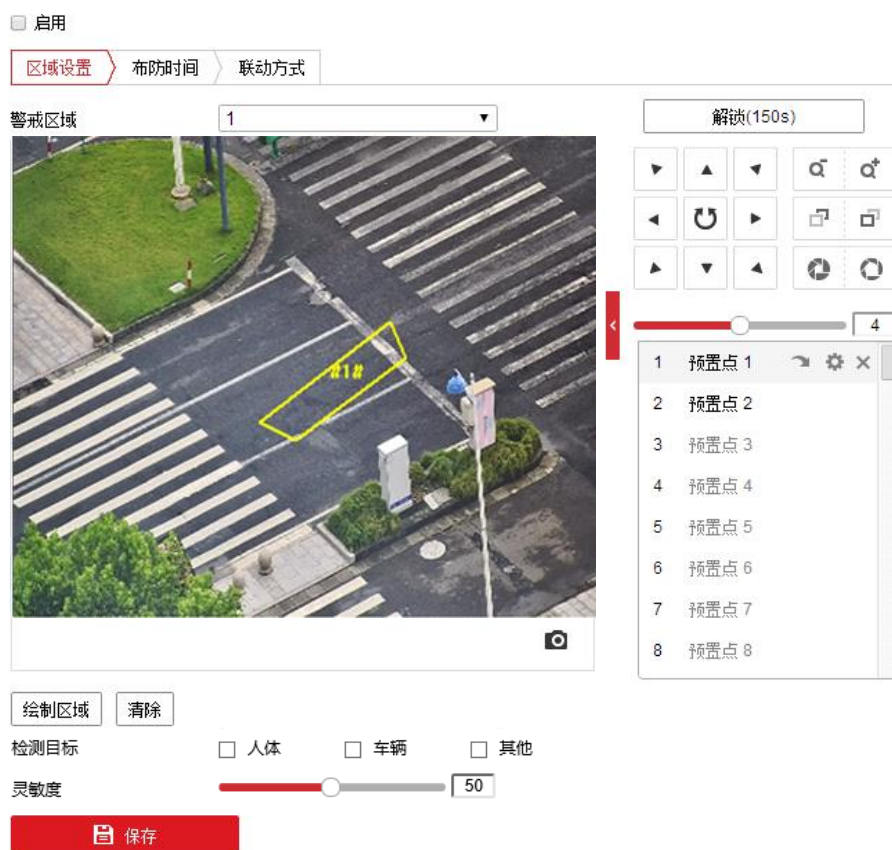 启用
区域设置 布防时间 联动方式
警戒区域 1
解锁(150s)
#1#
4
1 预置点 1
2 预置点 2
3 预置点 3
4 预置点 4
5 预置点 5
6 预置点 6
7 预置点 7
8 预置点 8
绘制区域 清除
检测目标 人体 车辆 其他
灵敏度 50
保存